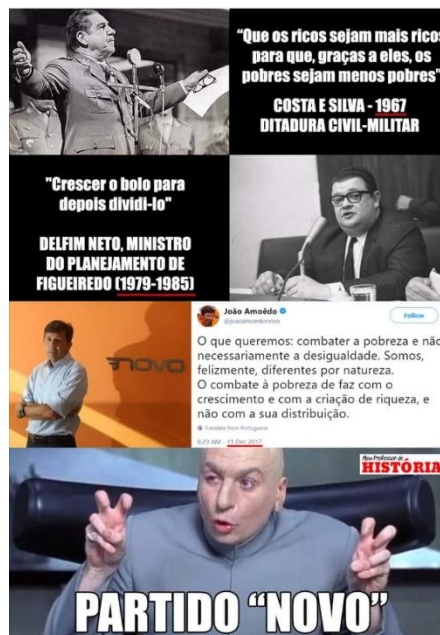 “Que os ricos sejam mais ricos
para que, graças a eles, os
pobres sejam menos pobres”
COSTA E SILVA - 1967
DITADURA CIVIL-MILITAR
"Crescer o bolo para
depois dividi-lo"
DELFIM NETO, MINISTRO
DO PLANEJAMENTO DE
FIGUEIREDO (1979-1985)
NOVO
João Amoêdo
@joaoamoedonovo
Follow
O que queremos: combater a pobreza e não
necessariamente a desigualdade. Somos,
felizmente, diferentes por natureza.
O combate à pobreza de faz com o
crescimento e com a criação de riqueza, e
não com a sua distribuição.
Translate from Portuguese
6:29 AM - 11 Dec 2017
Meu Professor de
HISTÓRIA
PARTIDO “NOVO”